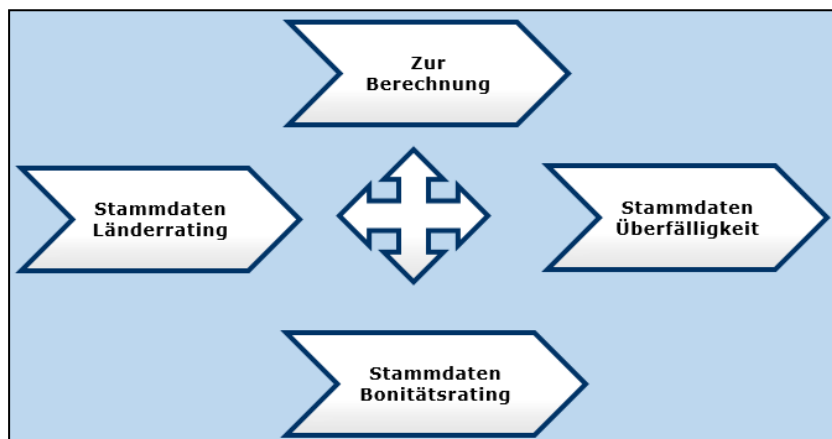 Zur
Berechnung
Stammdaten
Länderrating
Stammdaten
Überfälligkeit
Stammdaten
Bonitätsrating